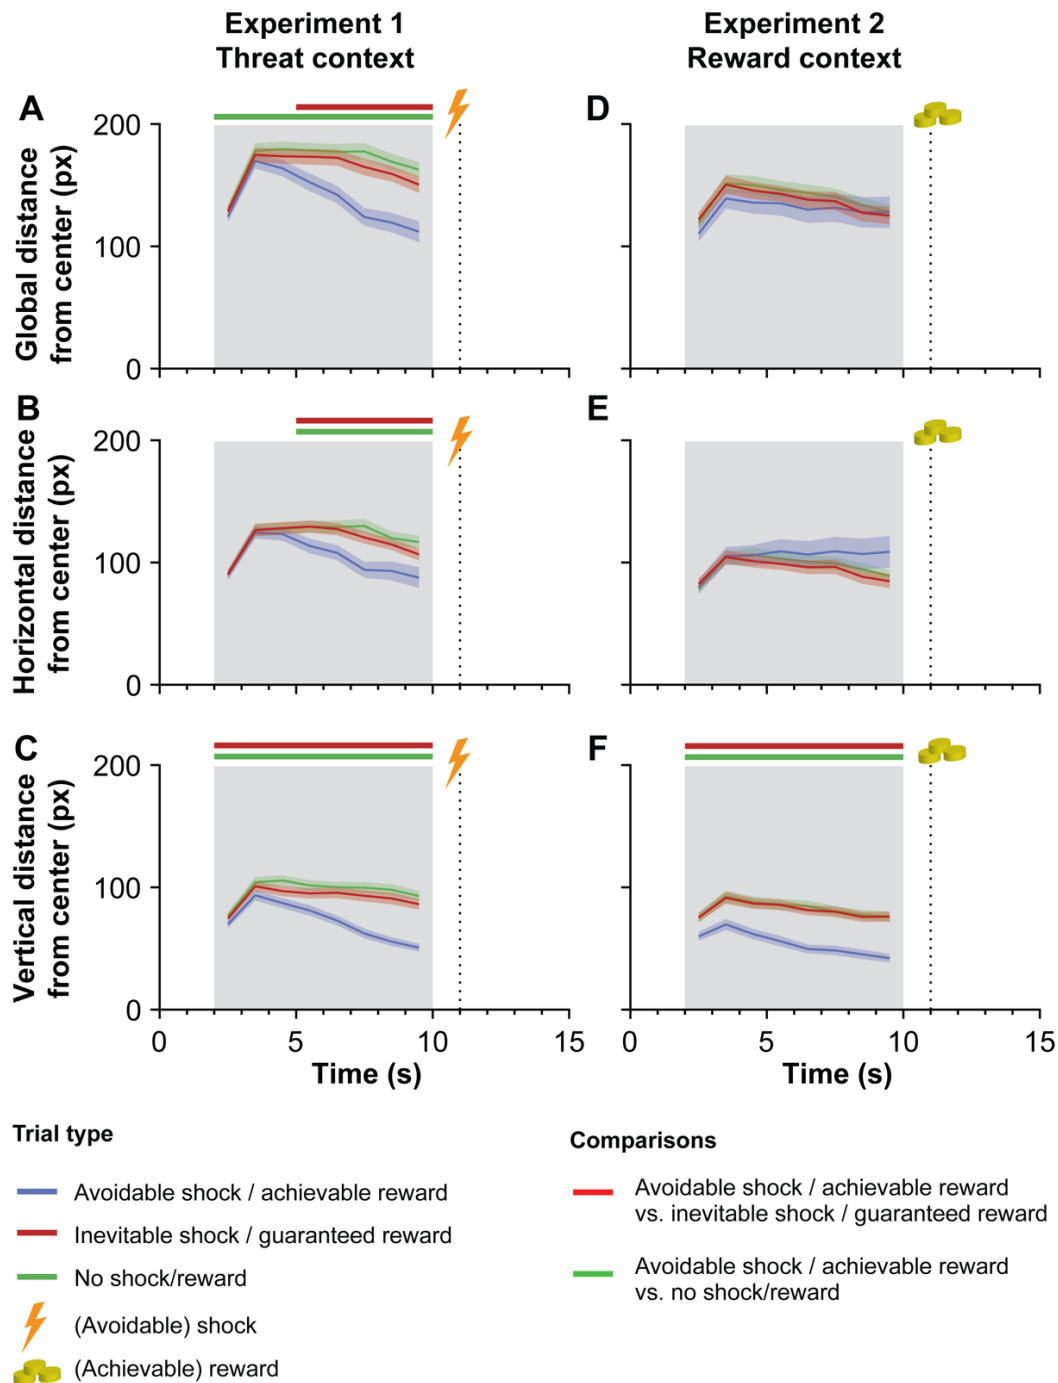 Experiment 1
Threat context
Experiment 2
Reward context
A
Global distance
from center (px)
200
100
0
D
B
Horizontal distance
from center (px)
200
100
0
E
C
Vertical distance
from center (px)
200
100
0
0 5 10 15
Time (s)
F
0 5 10 15
Time (s)
Trial type
Avoidable shock / achievable reward
Inevitable shock / guaranteed reward
No shock/reward
(Avoidable) shock
(Achievable) reward
Comparisons
Avoidable shock / achievable reward
vs. inevitable shock / guaranteed reward
Avoidable shock / achievable reward
vs. no shock/reward